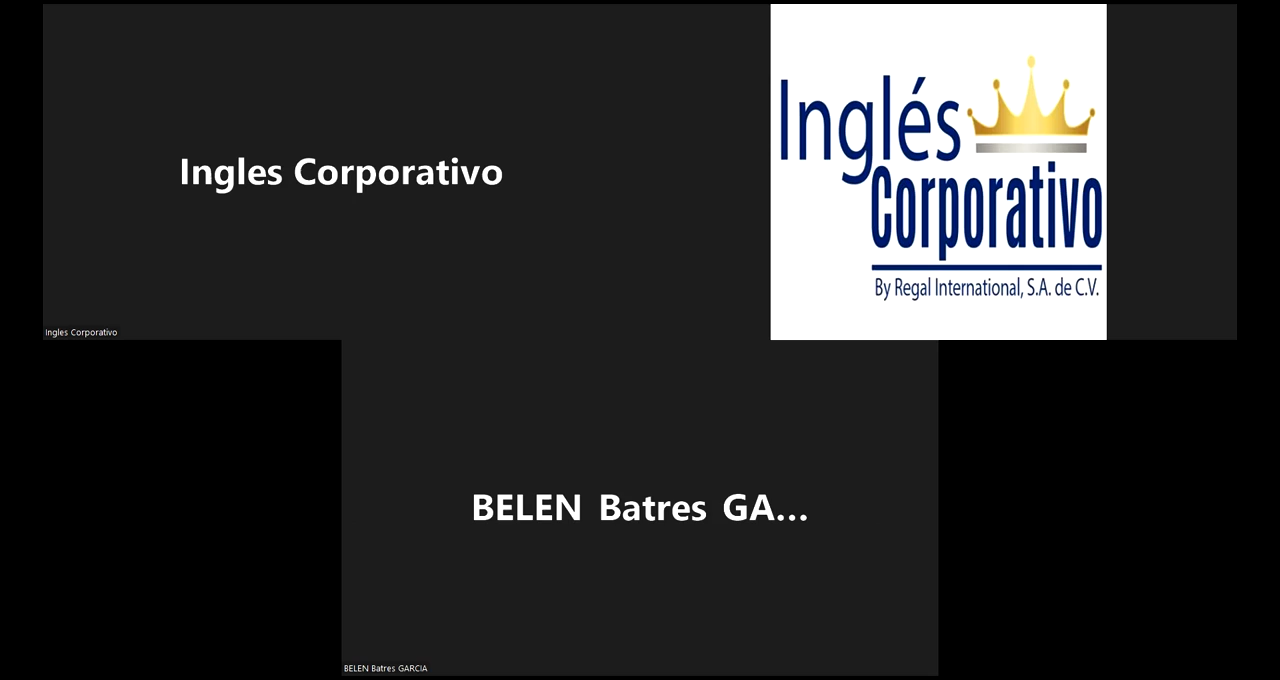 Ingles Corporativo
Ingles Corporativo
Inglés
Corporativo
By Regal International, S.A. de C.V.
BELEN Batres GA...
BELEN Batres GARCIA